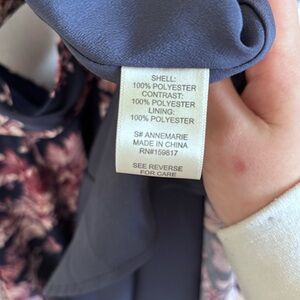 SHELL:
100% POLYESTER
CONTRAST:
100% POLYESTER
LINING:
100% POLYESTER
S# ANNEMARIE
MADE IN CHINA
RN#159817
SEE REVERSE
FOR CARE